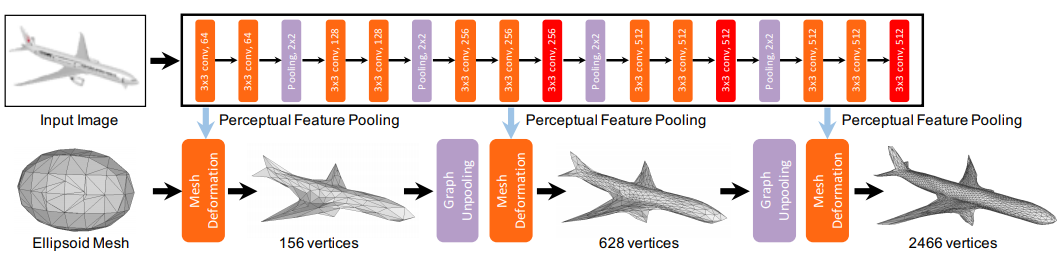 3x3 conv, 64
3x3 conv, 64
Pooling, 2x2
3x3 conv, 128
3x3 conv, 128
Pooling, 2x2
3x3 conv, 256
3x3 conv, 256
3x3 conv, 256
Pooling, 2x2
3x3 conv, 512
3x3 conv, 512
3x3 conv, 512
Pooling, 2x2
3x3 conv, 512
3x3 conv, 512
3x3 conv, 512
Input Image
Perceptual Feature Pooling
Perceptual Feature Pooling
Perceptual Feature Pooling
Mesh
Deformation
Graph
Unpooling
Mesh
Deformation
Graph
Unpooling
Mesh
Deformation
Ellipsoid Mesh
156 vertices
628 vertices
2466 vertices